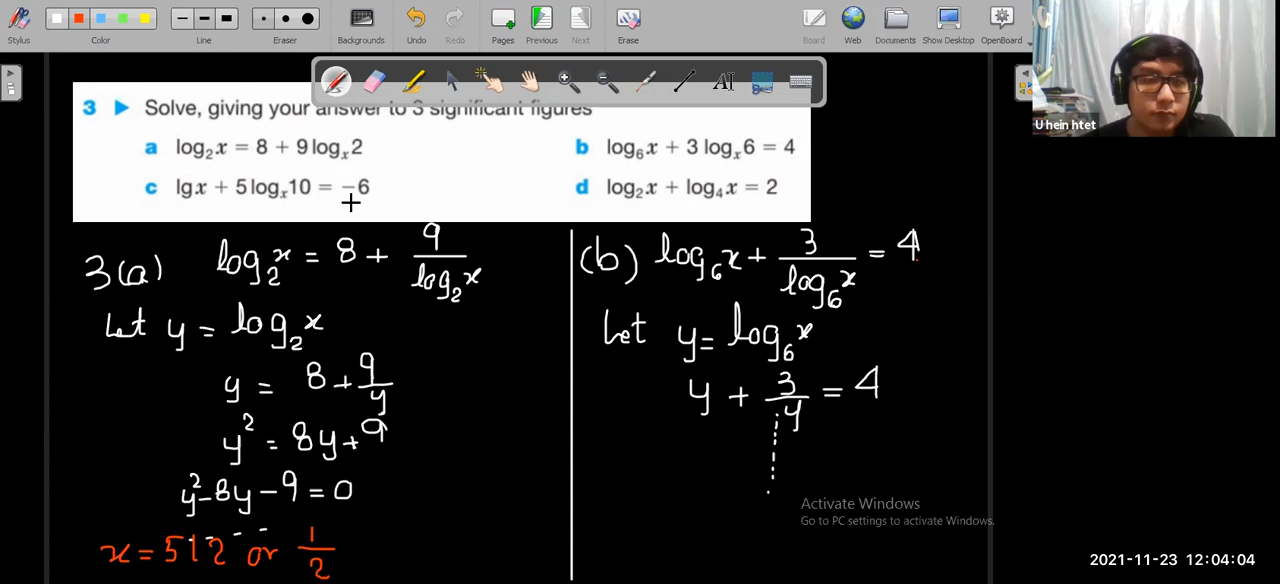 Stylus Color Line Eraser Backgrounds Undo Redo Pages Previous Next Erase Board Web Documents Show Desktop OpenBoard
U hein htet
3 ▶ Solve, giving your answer to 3 significant figures
a log₂x = 8 + 9 logₓ2 b log₆x + 3 logₓ6 = 4
c lgx + 5 logₓ10 = −6 d log₂x + log₄x = 2
3(a) log₂x = 8 + 9/log₂x
Let y = log₂x
y = 8 + 9/y
y² = 8y + 9
y² - 8y - 9 = 0
x = 512 or 1/2
(b) log₆x + 3/log₆x = 4
Let y = log₆x
y + 3/y = 4
Activate Windows
Go to PC settings to activate Windows.
2021-11-23 12:04:04